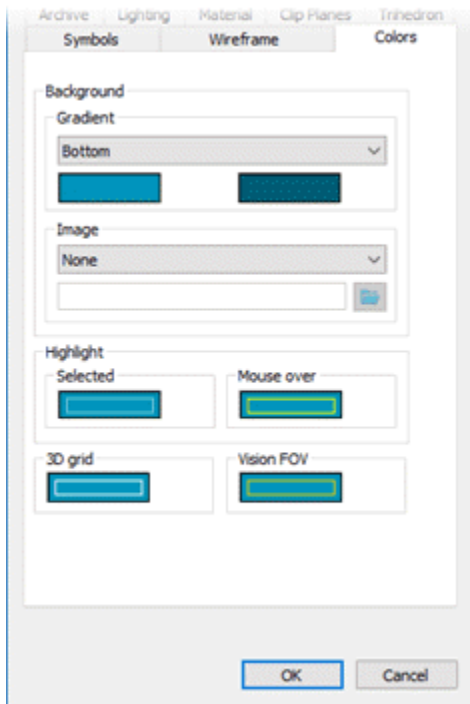 Archive Lighting Material Clip Planes Trihedron
Symbols Wireframe Colors
Background
Gradient
Bottom
Image
None
Highlight
Selected Mouse over
3D grid Vision FOV
OK Cancel